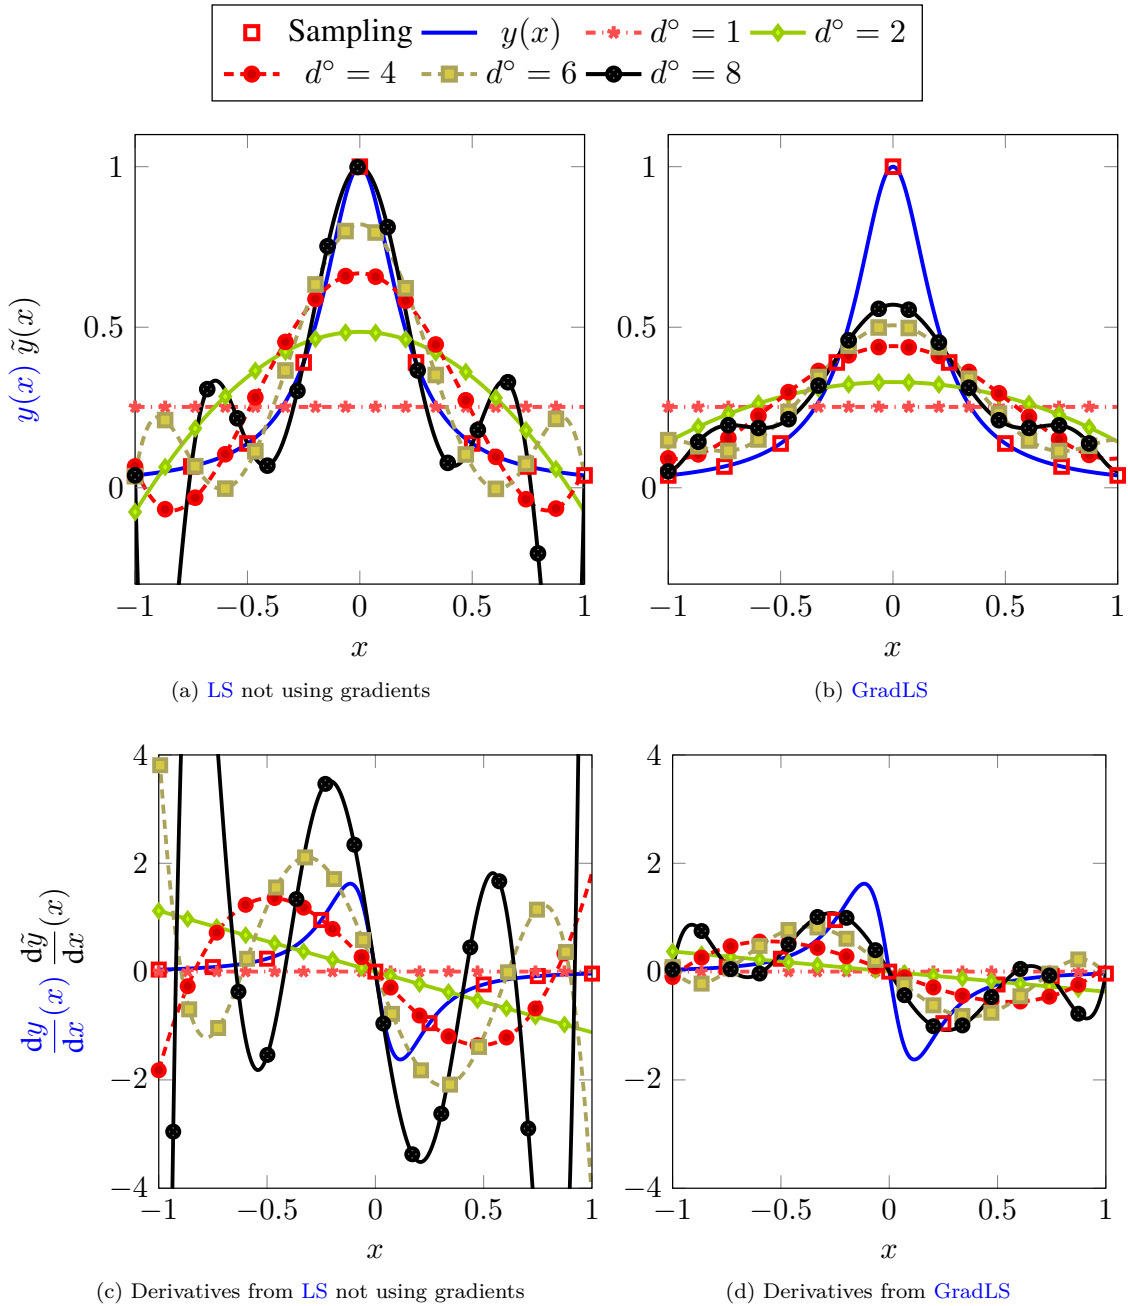 Sampling y(x) d° = 1 d° = 2
d° = 4 d° = 6 d° = 8
y(x) ỹ(x)
1
0.5
0
−1 −0.5 0 0.5 1
x
(a) LS not using gradients
1
0.5
0
−1 −0.5 0 0.5 1
x
(b) GradLS
dy/dx (x) dỹ/dx (x)
4
2
0
−2
−4
−1 −0.5 0 0.5 1
x
(c) Derivatives from LS not using gradients
4
2
0
−2
−4
−1 −0.5 0 0.5 1
x
(d) Derivatives from GradLS